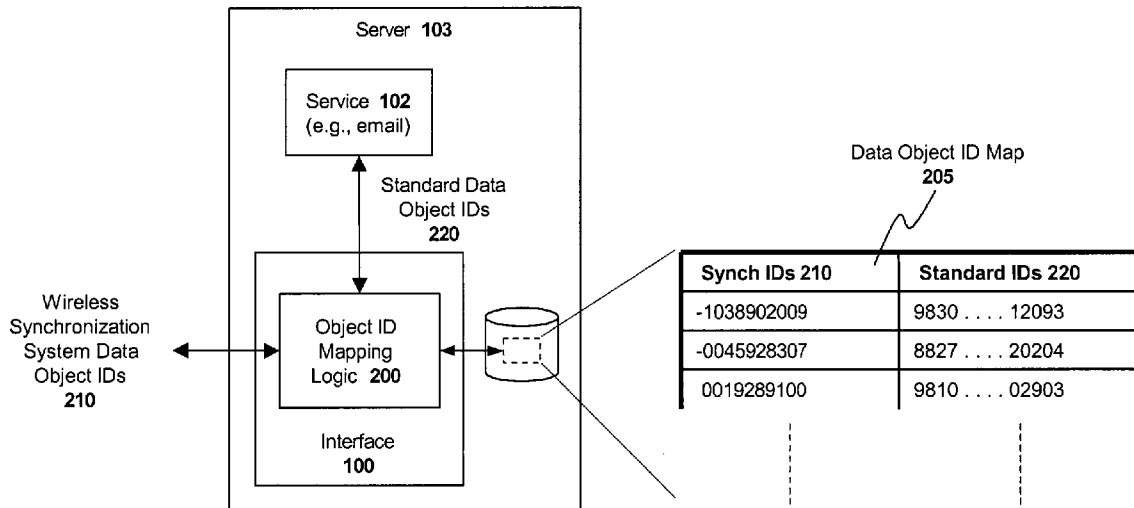 Server 103
Service 102
(e.g., email)
Standard Data
Object IDs
220
Wireless
Synchronization
System Data
Object IDs
210
Object ID
Mapping
Logic 200
Interface
100
Data Object ID Map
205
Synch IDs 210 Standard IDs 220
-1038902009 9830 . . . . 12093
-0045928307 8827 . . . . 20204
0019289100 9810 . . . . 02903